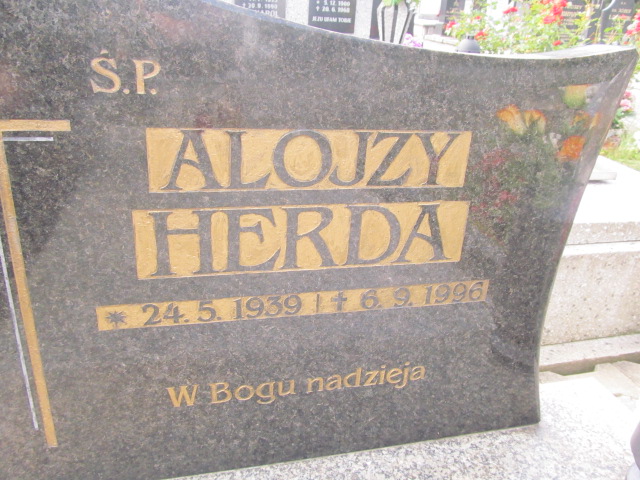 Ś.P.
ALOJZY
HERDA
* 24. 5. 1939 | † 6. 9. 1996
W Bogu nadzieja